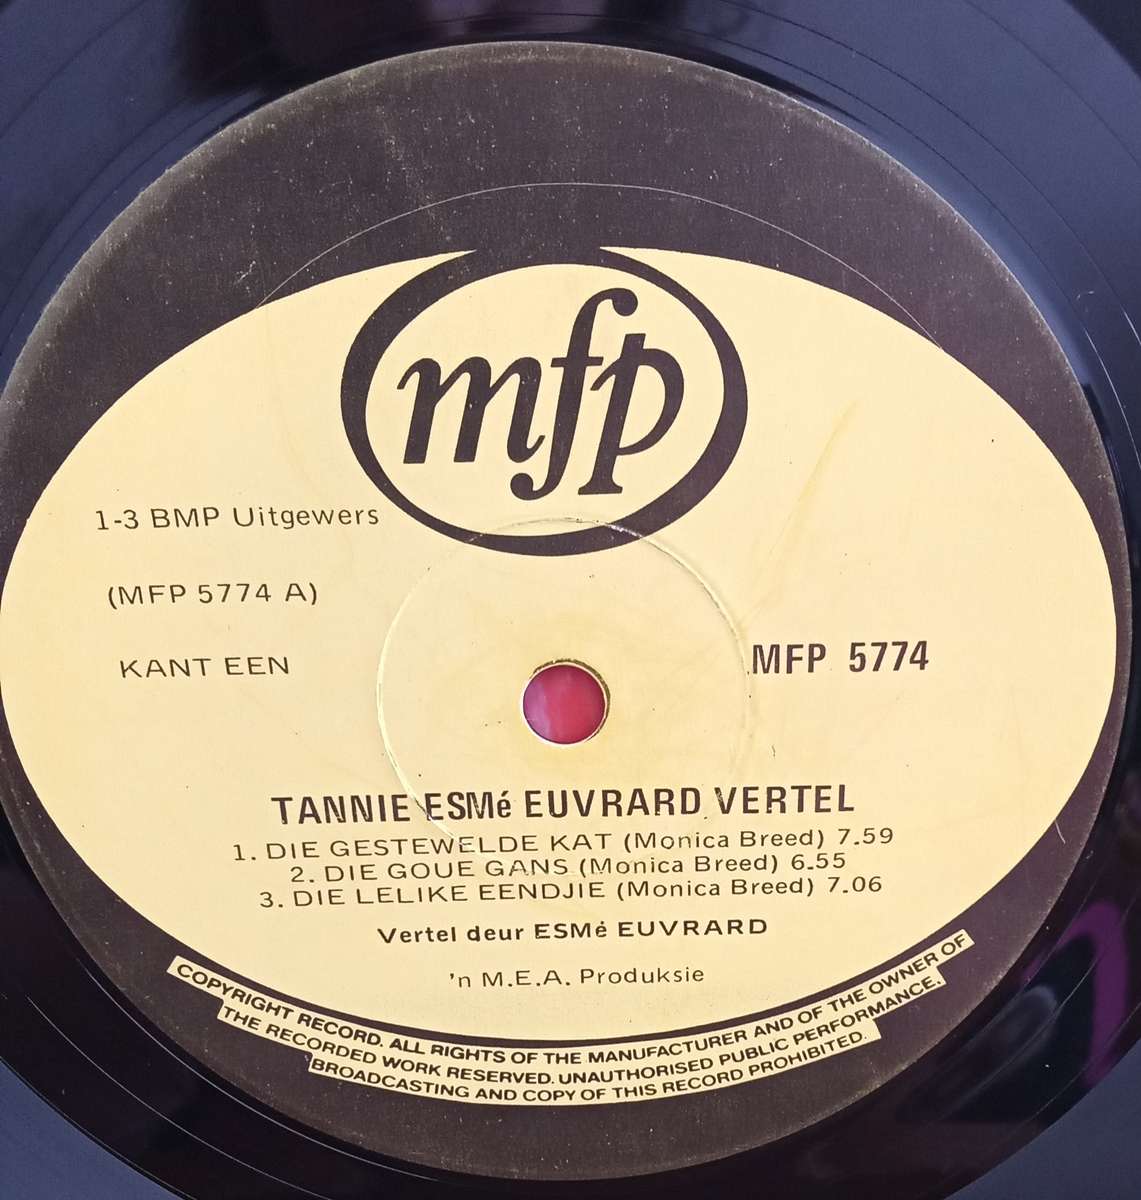 mfp
1-3 BMP Uitgewers
(MFP 5774 A)
KANT EEN
MFP 5774
TANNIE ESMé EUVRARD VERTEL
1. DIE GESTEWELDE KAT (Monica Breed) 7.59
2. DIE GOUE GANS (Monica Breed) 6.55
3. DIE LELIKE EENDJIE (Monica Breed) 7.06
Vertel deur ESMé EUVRARD
'n M.E.A. Produksie
COPYRIGHT RECORD. ALL RIGHTS OF THE MANUFACTURER AND OF THE OWNER OF
THE RECORDED WORK RESERVED. UNAUTHORISED PUBLIC PERFORMANCE.
BROADCASTING AND COPY OF THIS RECORD PROHIBITED.